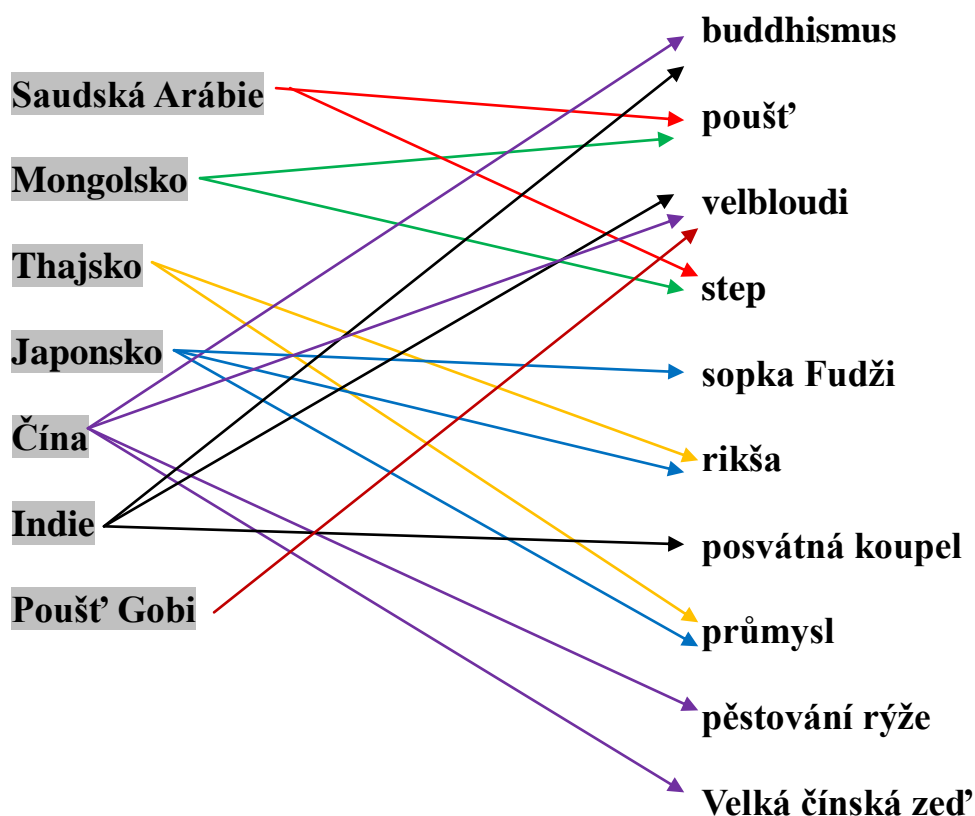 Saudská Arábie
Mongolsko
Thajsko
Japonsko
Čína
Indie
Poušť Gobi
buddhismus
poušť
velbloudi
step
sopka Fudži
rikša
posvátná koupel
průmysl
pěstování rýže
Velká čínská zeď